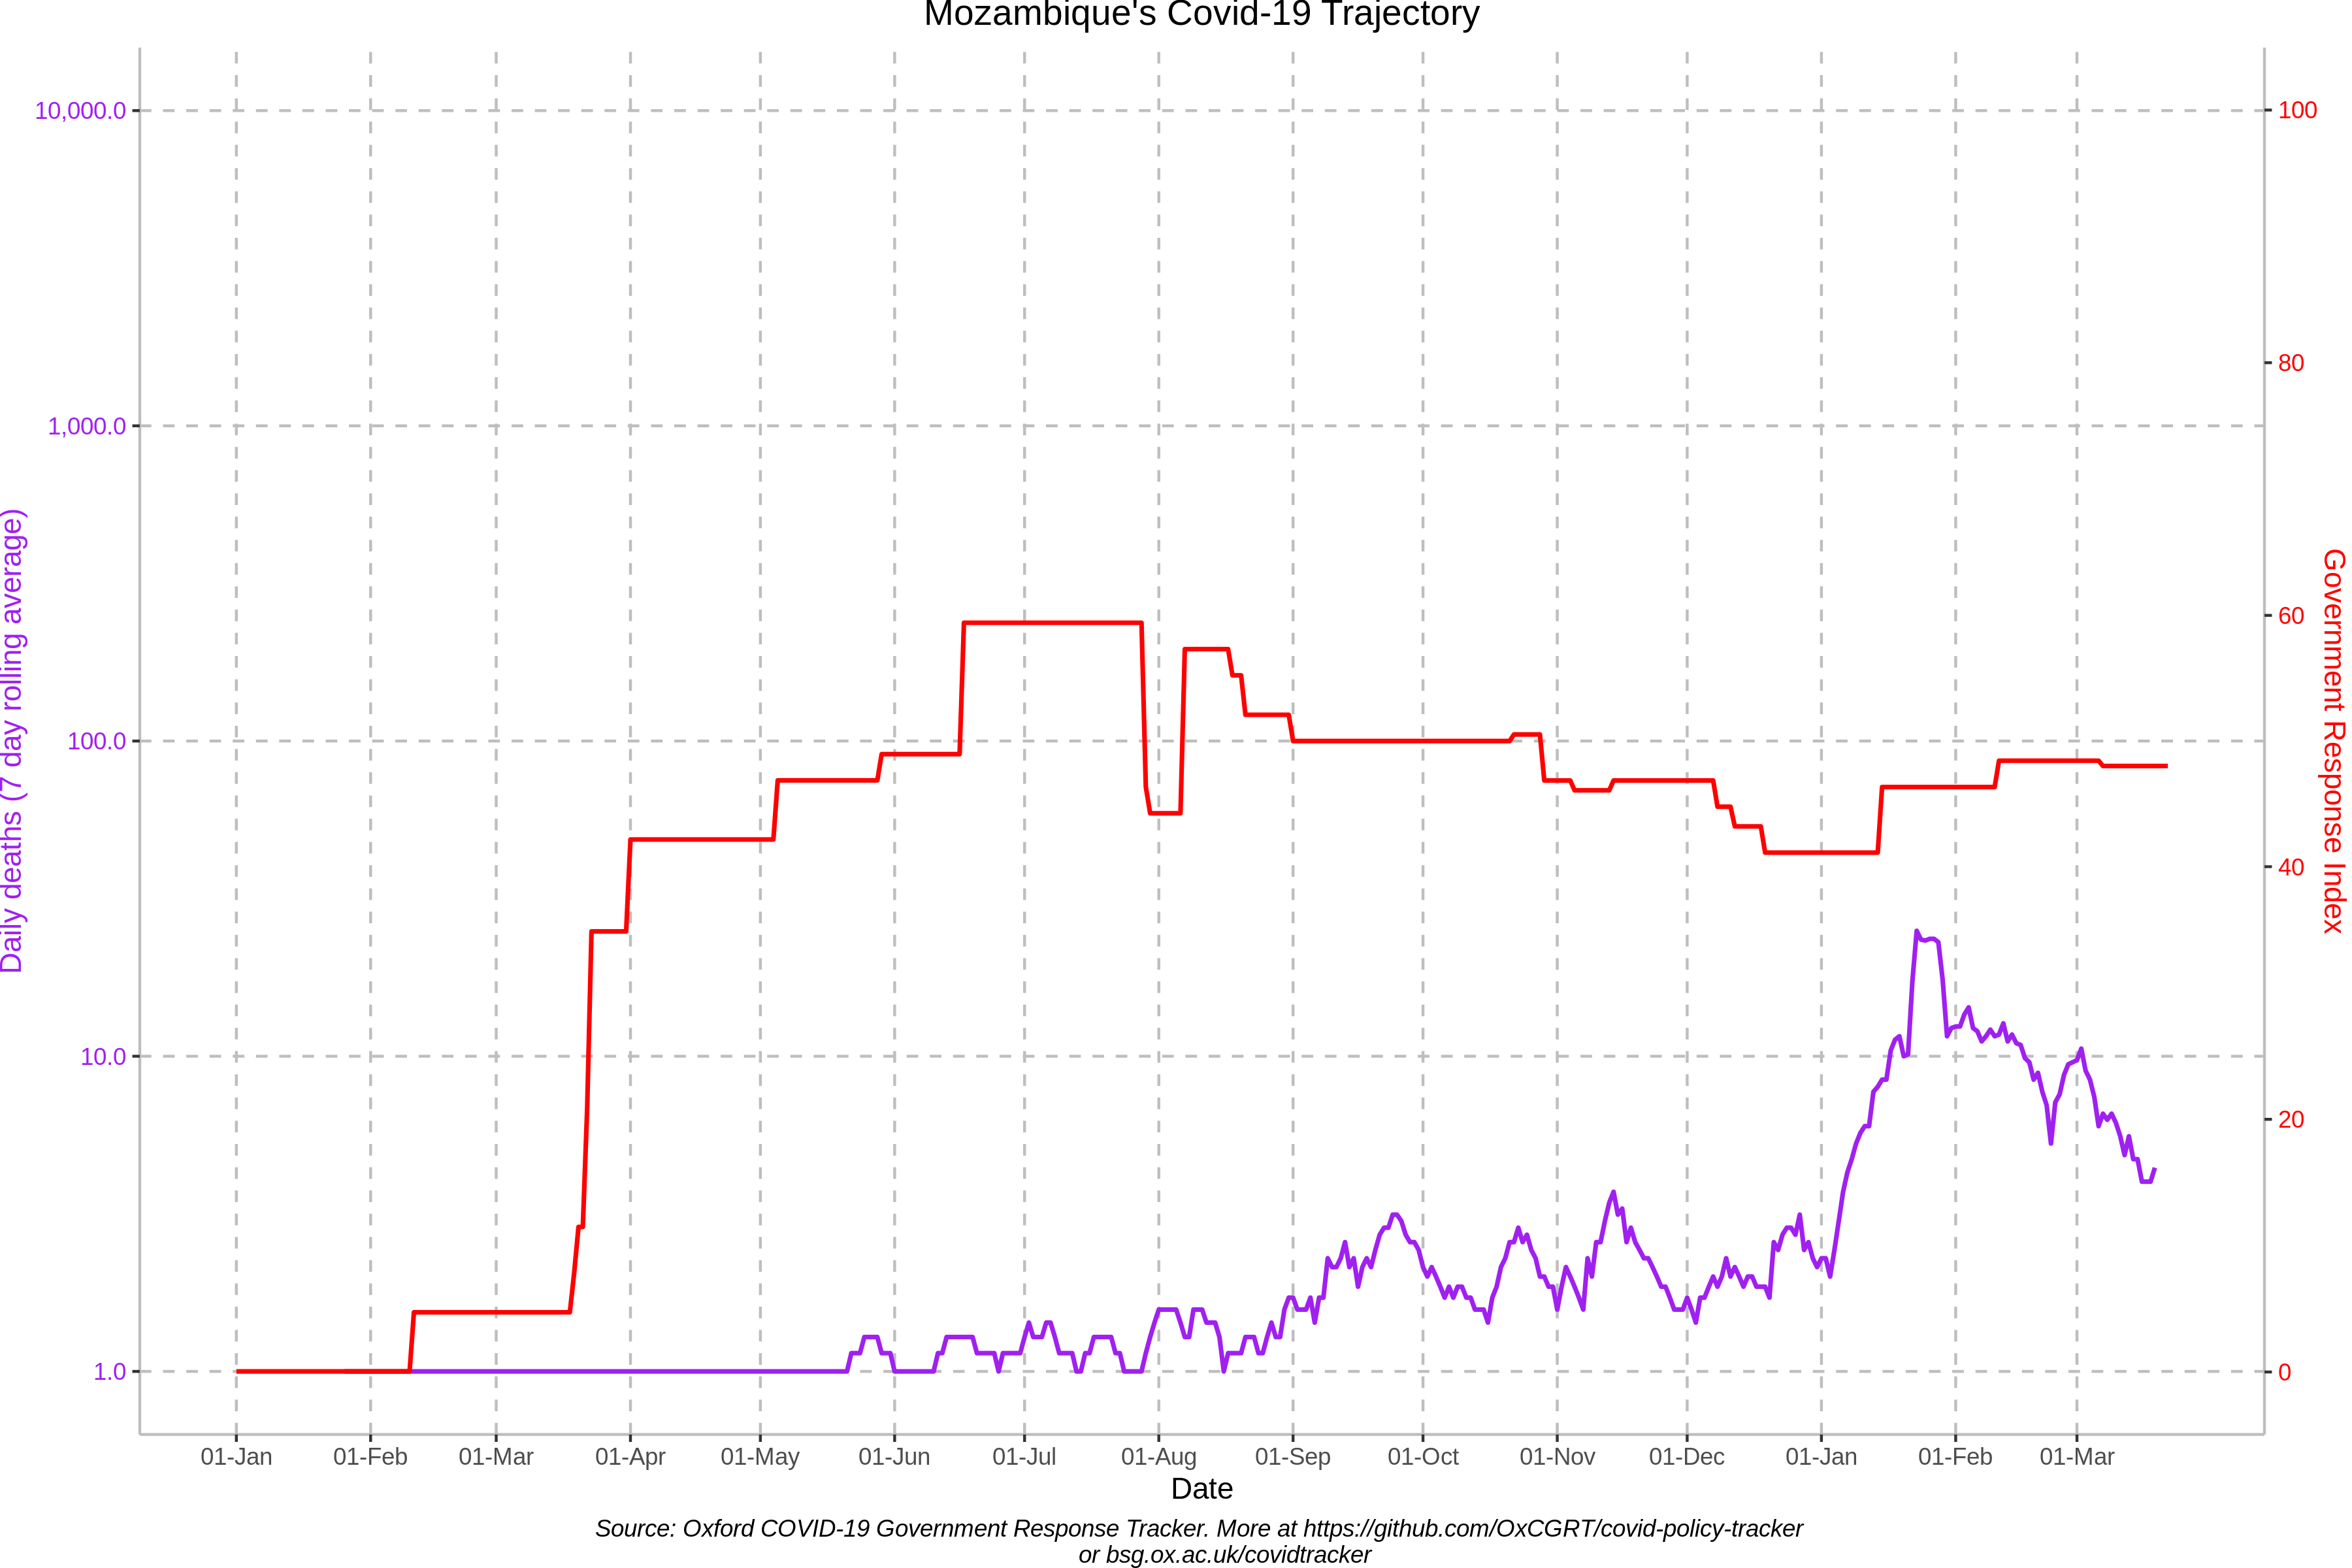 Mozambique's Covid-19 Trajectory
10,000.0
1,000.0
100.0
10.0
1.0
Daily deaths (7 day rolling average)
100
80
60
40
20
0
Government Response Index
01-Jan 01-Feb 01-Mar 01-Apr 01-May 01-Jun 01-Jul 01-Aug 01-Sep 01-Oct 01-Nov 01-Dec 01-Jan 01-Feb 01-Mar
Date
Source: Oxford COVID-19 Government Response Tracker. More at https://github.com/OxCGRT/covid-policy-tracker
or bsg.ox.ac.uk/covidtracker